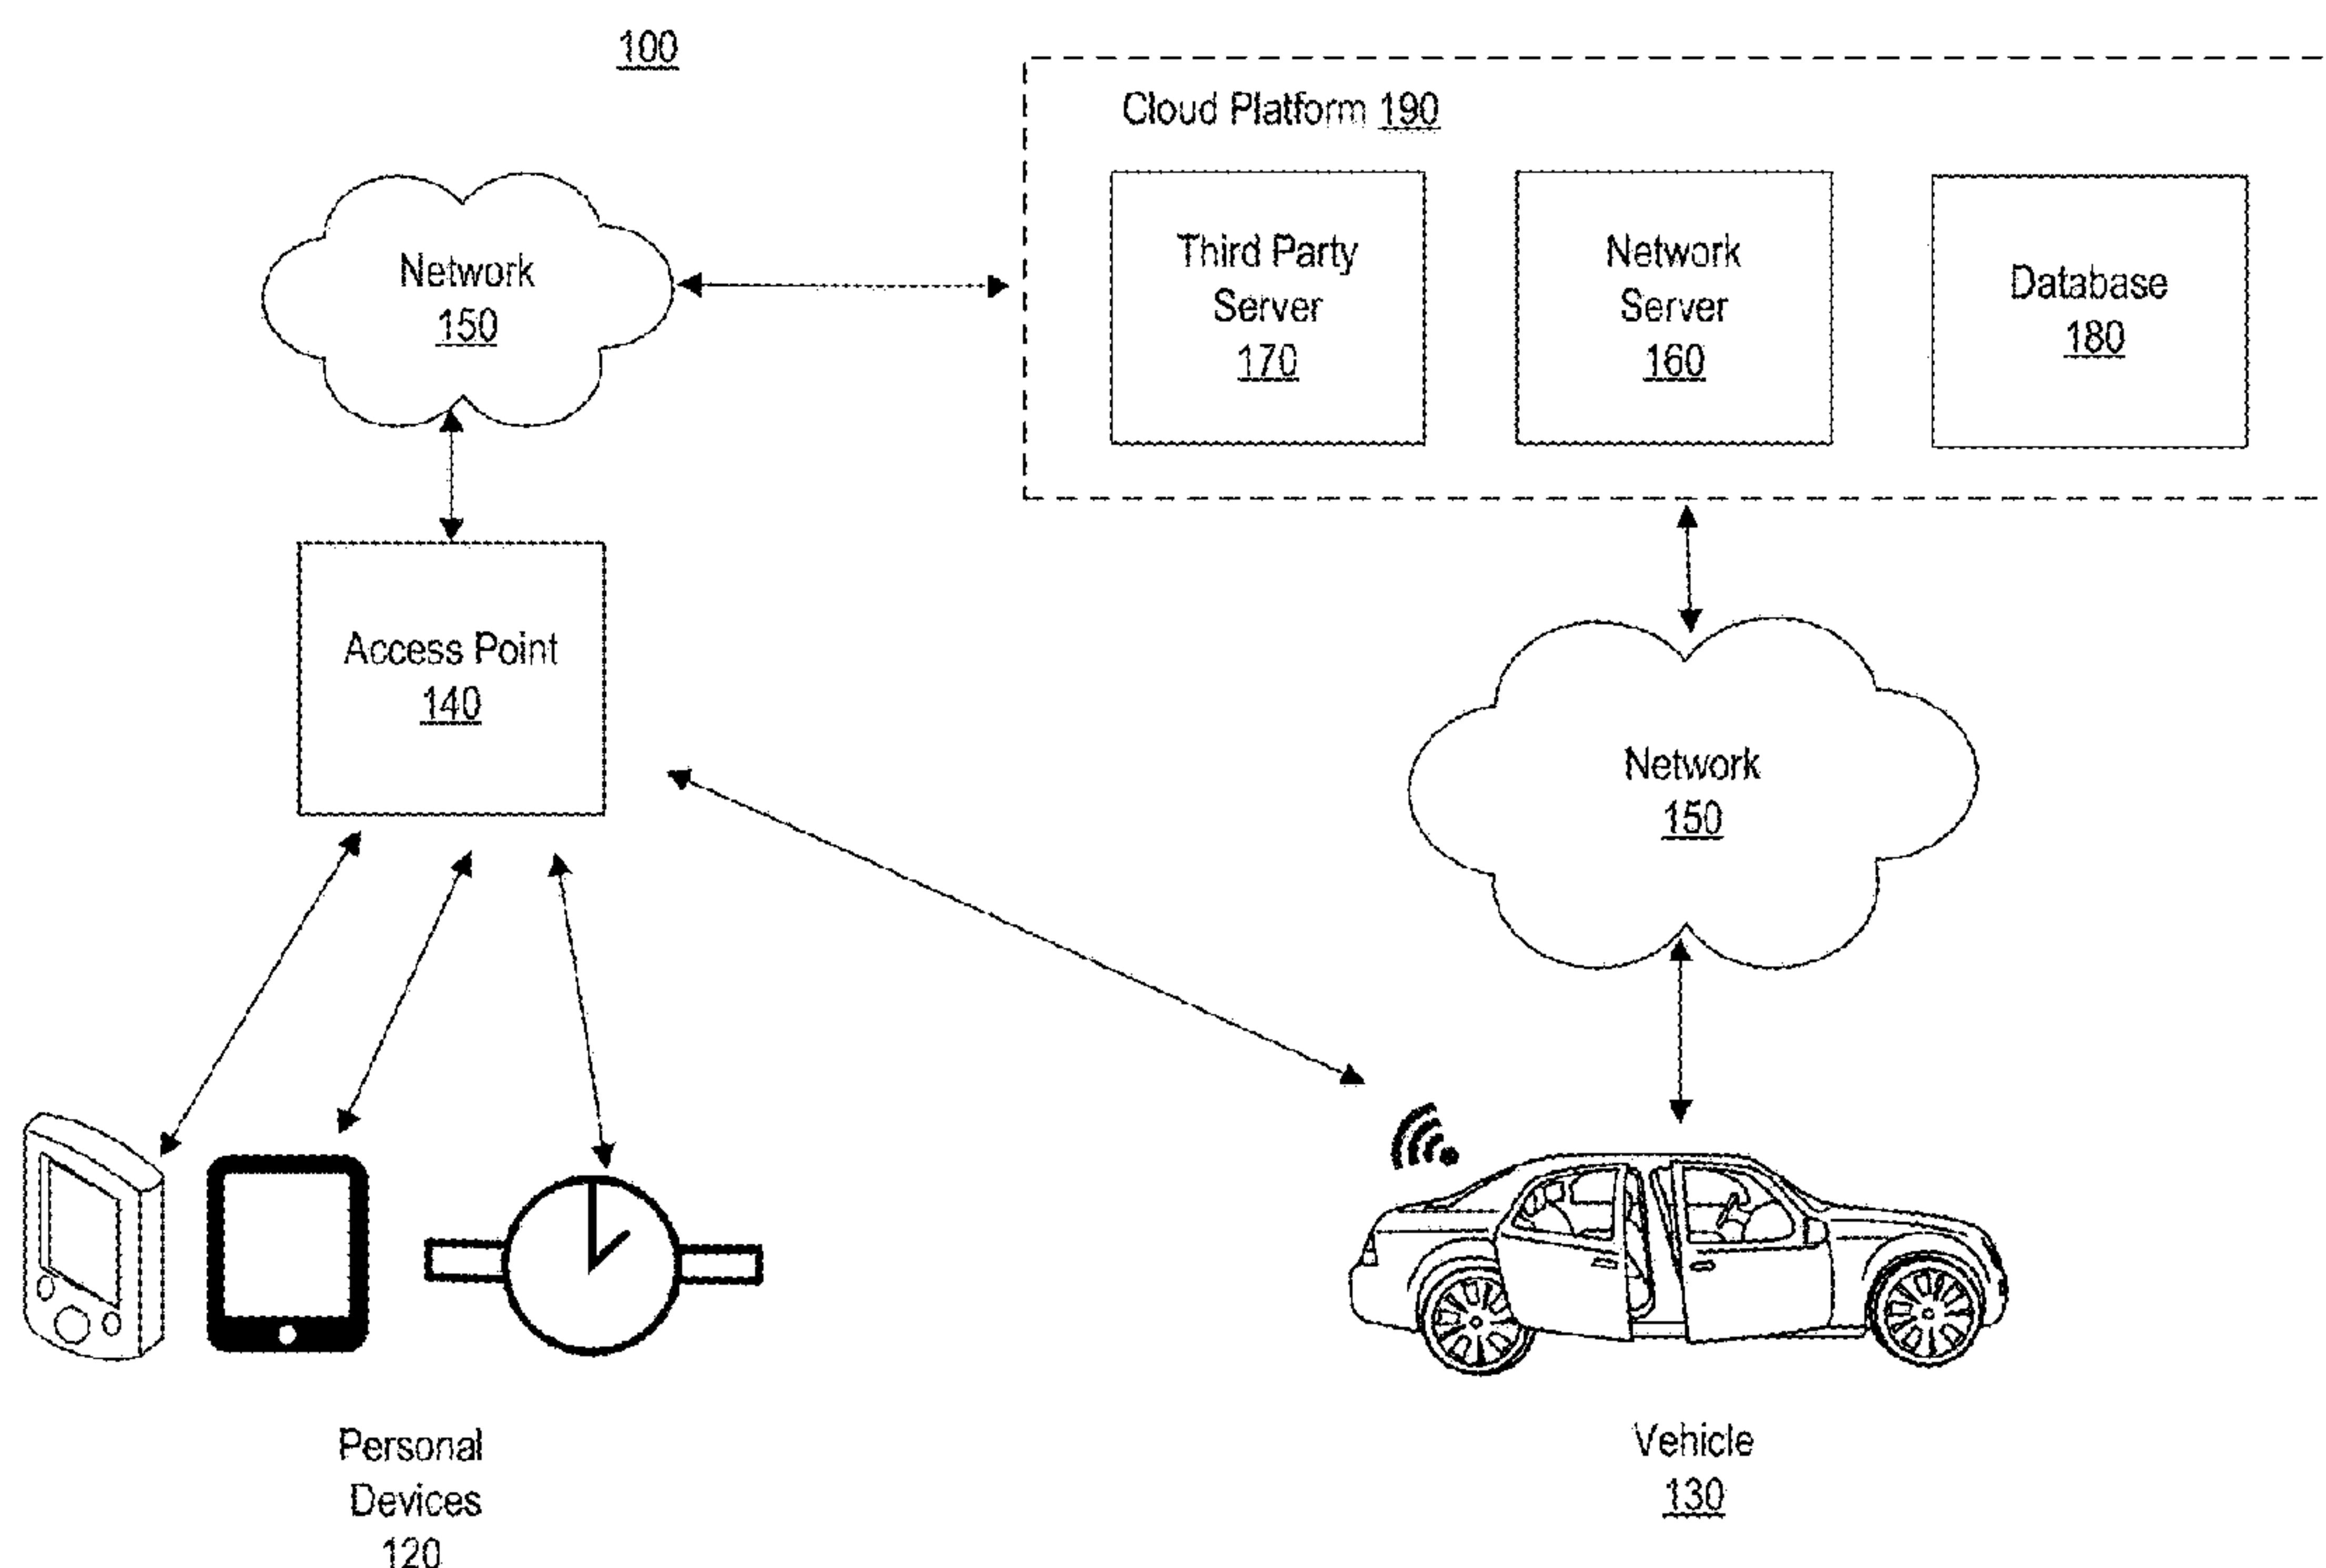 100
Cloud Platform 190
Third Party
Server
170
Network
Server
160
Database
180
Network
150
Access Point
140
Network
150
Personal
Devices
120
Vehicle
130